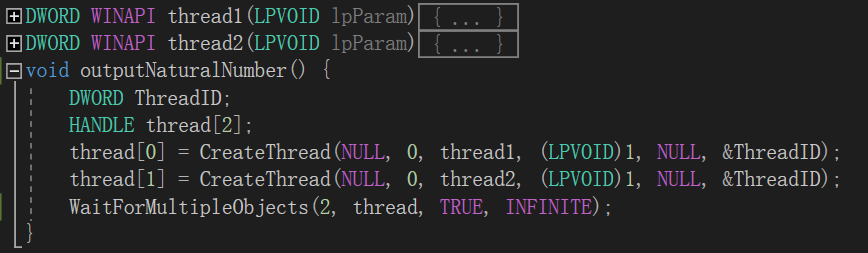 DWORD WINAPI thread1(LPVOID lpParam) { ... }
DWORD WINAPI thread2(LPVOID lpParam) { ... }
void outputNaturalNumber() {
    DWORD ThreadID;
    HANDLE thread[2];
    thread[0] = CreateThread(NULL, 0, thread1, (LPVOID)1, NULL, &ThreadID);
    thread[1] = CreateThread(NULL, 0, thread2, (LPVOID)1, NULL, &ThreadID);
    WaitForMultipleObjects(2, thread, TRUE, INFINITE);
}